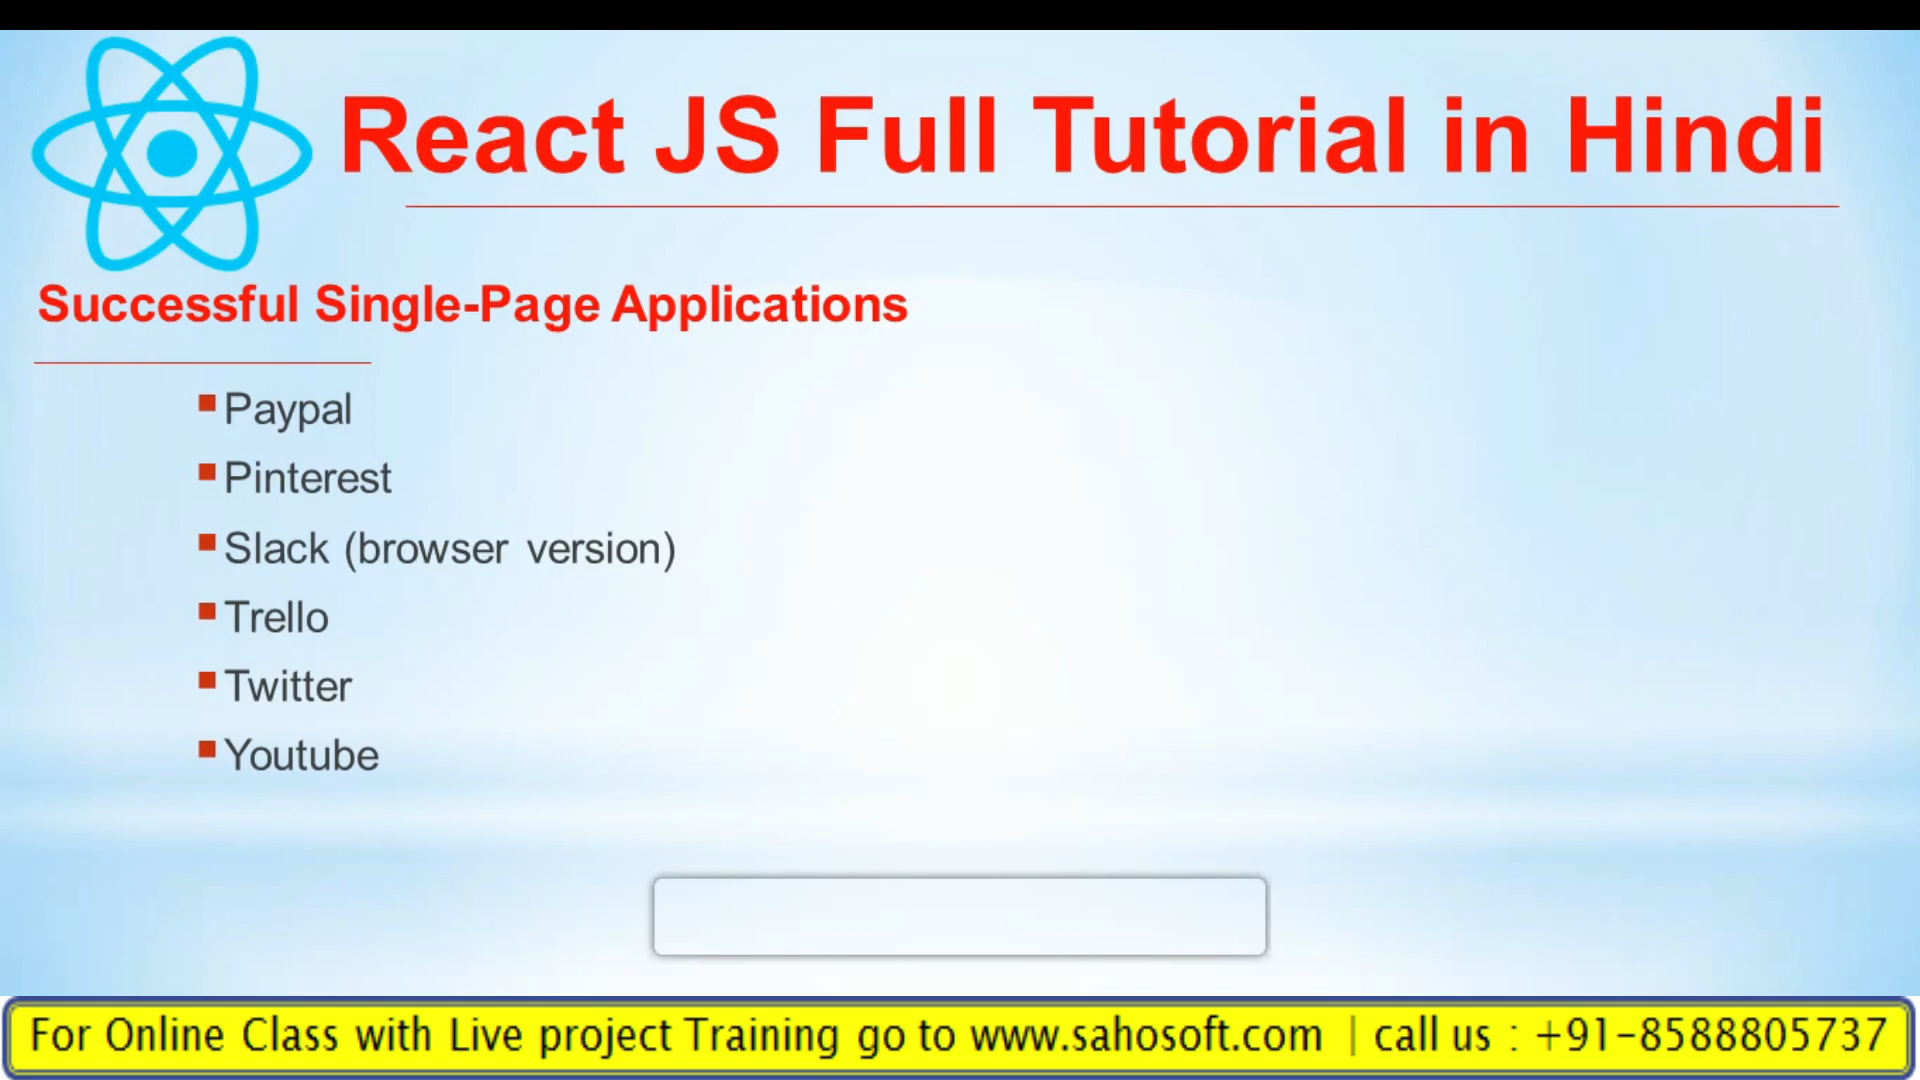 React JS Full Tutorial in Hindi
Successful Single-Page Applications
Paypal
Pinterest
Slack (browser version)
Trello
Twitter
Youtube
For Online Class with Live project Training go to www.sahosoft.com | call us : +91-8588805737